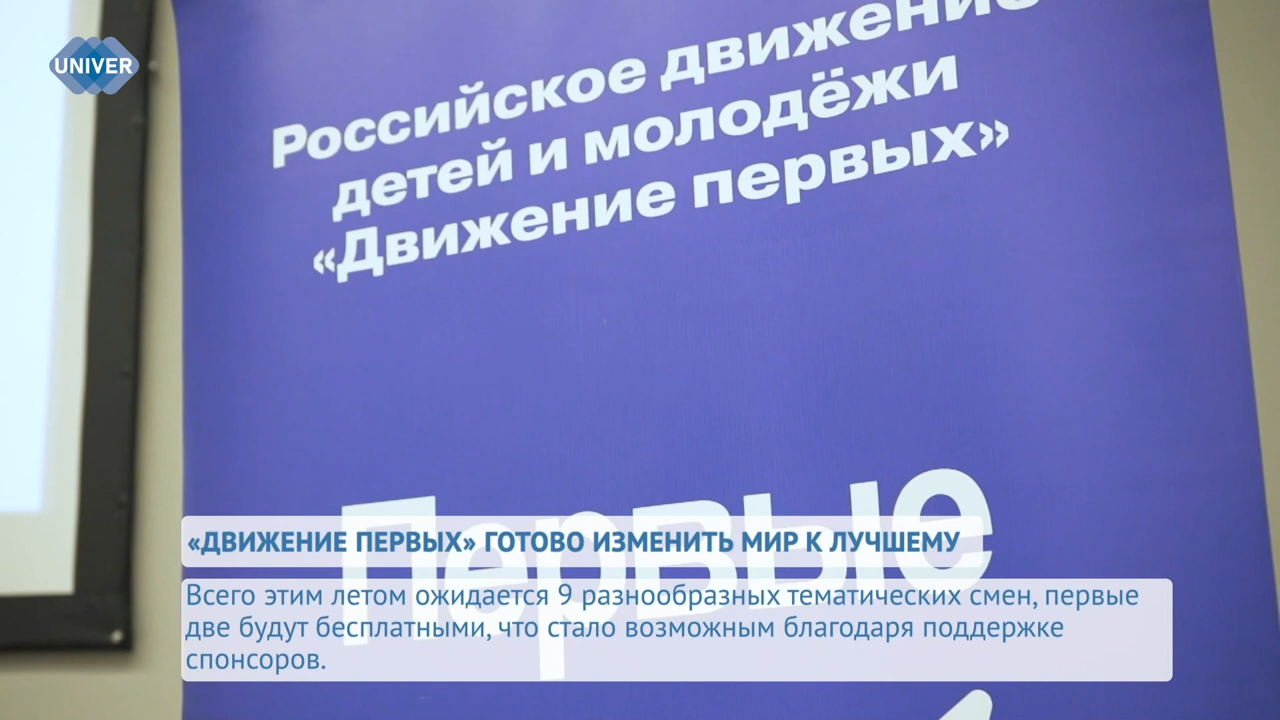 UNIVER
Российское движение
детей и молодёжи
«Движение первых»
Первые
«ДВИЖЕНИЕ ПЕРВЫХ» ГОТОВО ИЗМЕНИТЬ МИР К ЛУЧШЕМУ
Всего этим летом ожидается 9 разнообразных тематических смен, первые
две будут бесплатными, что стало возможным благодаря поддержке
спонсоров.